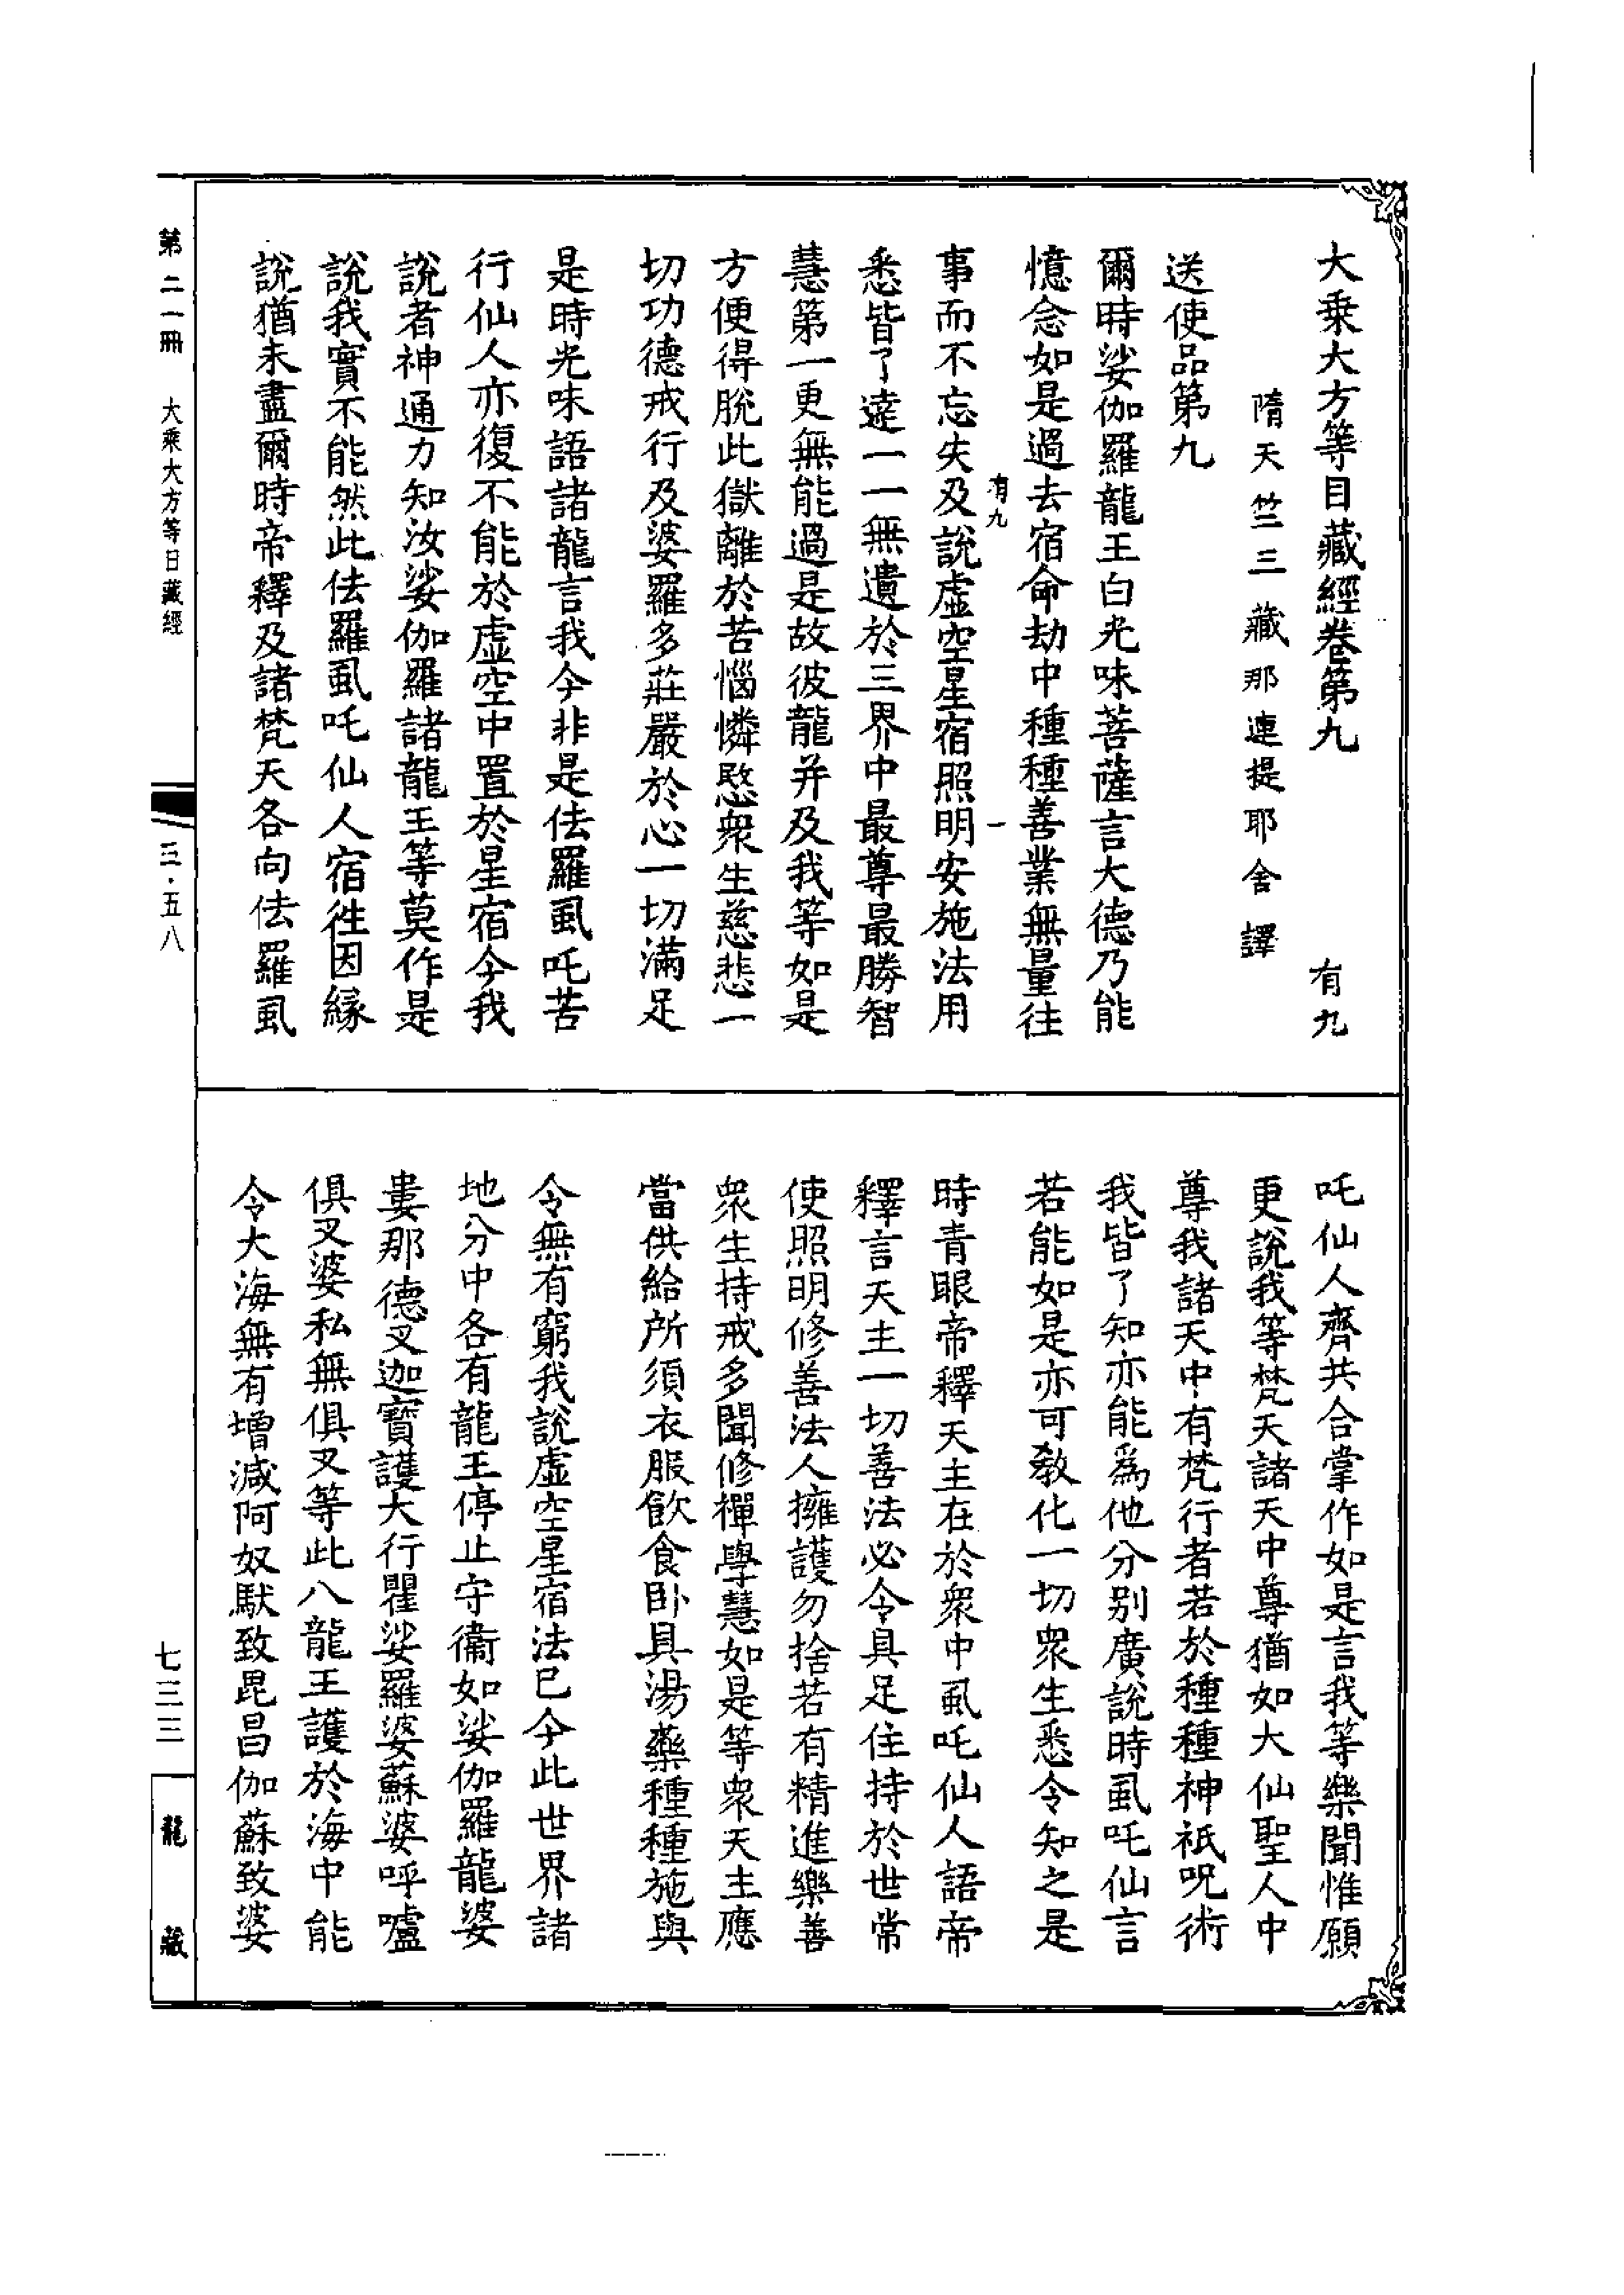 大乗大方等目藏經卷第九　有九
隋天竺三藏那連提耶舍譯
送使品第九
爾時娑伽羅龍王白光味菩薩言大德乃能
憶念如是過去宿命劫中種種善業無量往
有九　一
事而不忘失及說虛空星宿照明安施法用
悉皆了達一一無遺於三界中最尊最勝智
慧第一更無能過是故彼龍并及我等如是
方便得脫此獄離於苦惱憐愍衆生慈悲一
切功德戒行及婆羅多莊嚴於心一切滿足
是時光味語諸龍言我今非是佉羅虱吒苦
行仙人亦復不能於虛空中置於星宿今我
說者神通力知汝娑伽羅諸龍王等莫作是
說我實不能然此佉羅虱吒仙人宿徃因緣
說猶未盡爾時帝釋及諸梵天各向佉羅虱
吒仙人齊共合掌作如是言我等樂聞惟願
更說我等梵天諸天中尊猶如大仙聖人中
尊我諸天中有梵行者若於種種神祇呪術
我皆了知亦能爲他分別廣說時虱吒仙言
若能如是亦可敎化一切衆生悉令知之是
時青眼帝釋天主在於衆中虱吒仙人語帝
釋言天主一切善法必令具足住持於世常
使照明修善法人擁護勿捨若有精進樂善
衆生持戒多聞修禪學慧如是等衆天主應
當供給所須衣服飲食卧具湯藥種種施與
令無有窮我說虛空星宿法已今此世界諸
地分中各有龍王停止守衞如娑伽羅龍婆
婁那德叉迦寶護大行瞿娑羅婆蘇婆呼嚧
俱叉婆私無俱叉等此八龍王護於海中能
令大海無有增減阿奴䭾致毘昌伽蘇致婆
第二一冊　大乘大方等日藏經　三·五八　七三三　龍藏